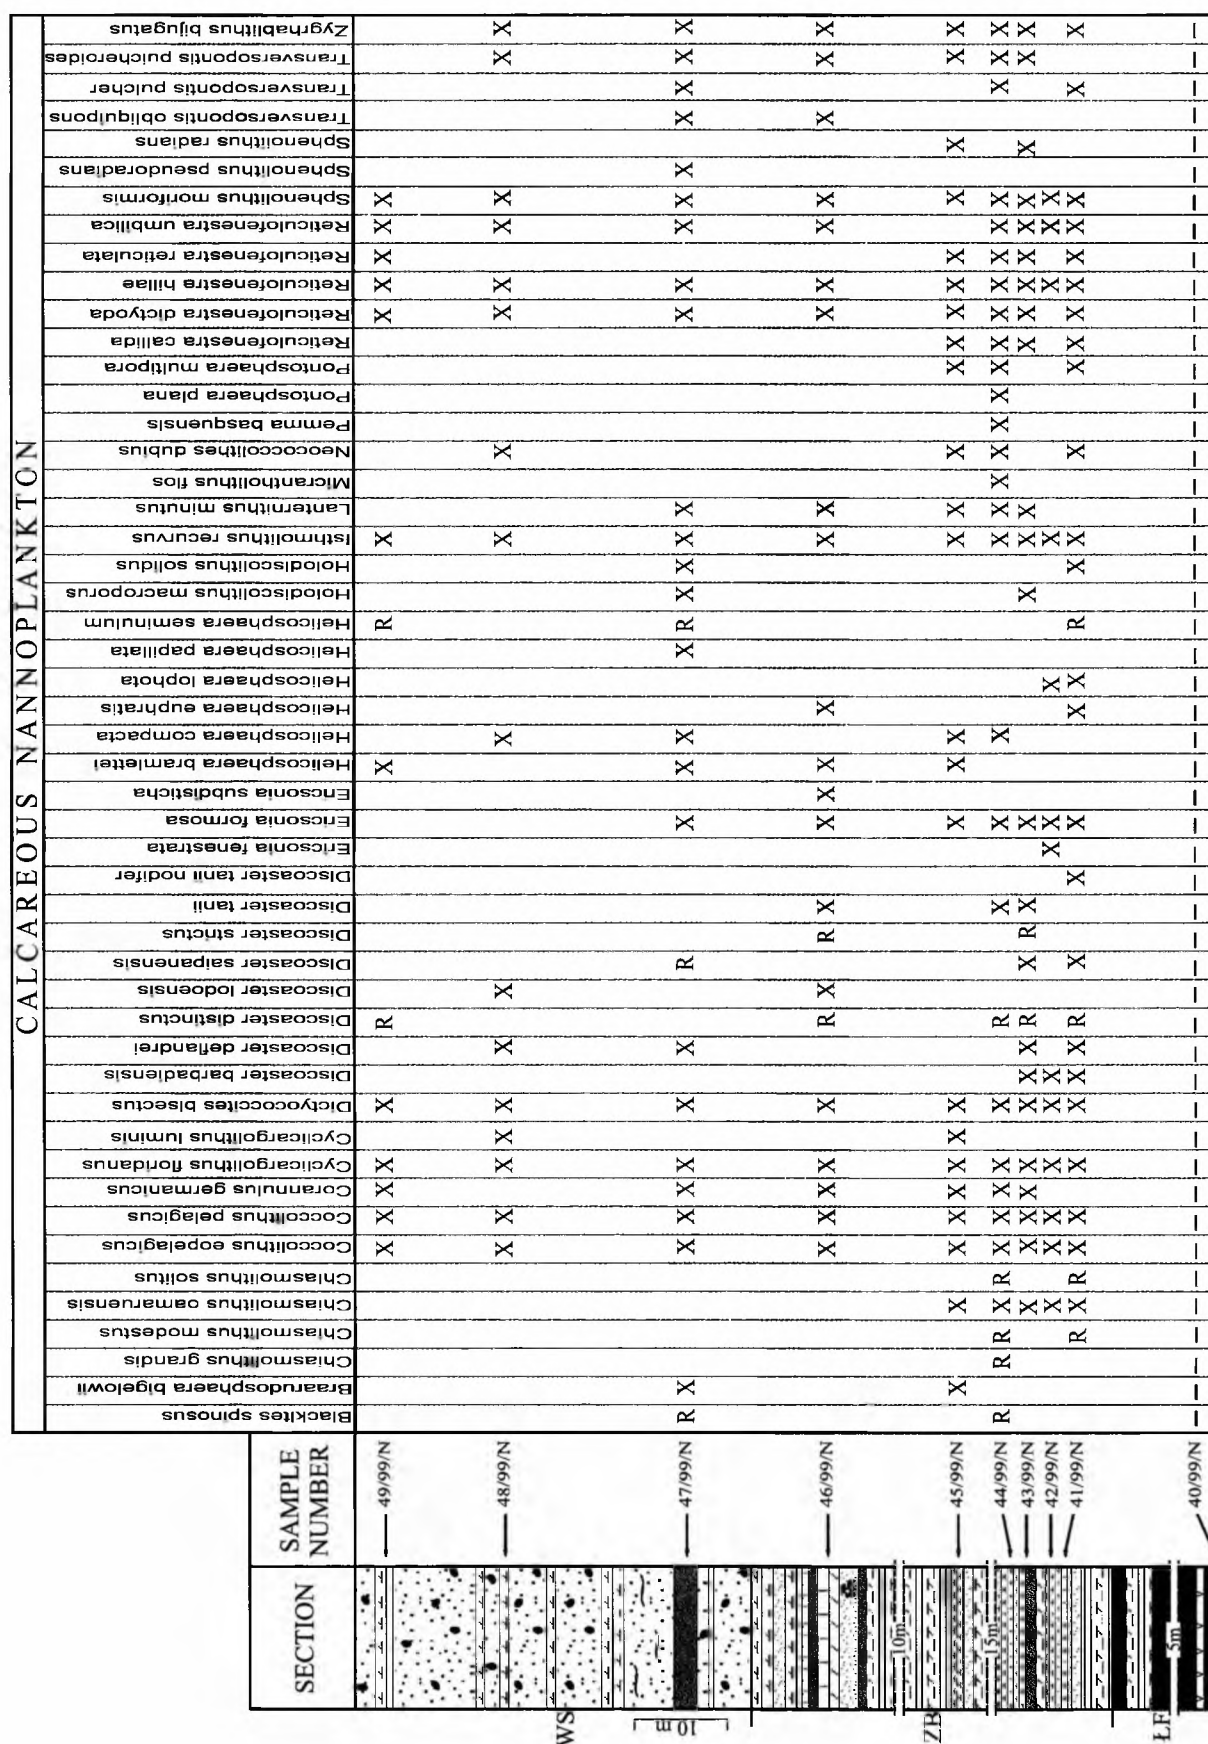 CALCAREOUS NANNOPLANKTON
SECTION
SAMPLE
NUMBER
Blackites spinosus
Braarudosphaera bigelowii
Chiasmolithus grandis
Chiasmolithus modestus
Chiasmolithus oamaruensis
Chiasmolithus solitus
Coccolithus eopelagicus
Coccolithus pelagicus
Corannulus germanicus
Cyclicargolithus floridanus
Cyclicargolithus luminis
Dictyococcites bisectus
Discoaster barbadiensis
Discoaster deflandrei
Discoaster distinctus
Discoaster lodoensis
Discoaster saipanensis
Discoaster strictus
Discoaster tanii
Discoaster tanii nodifer
Ericsonia fenestrata
Ericsonia formosa
Ericsonia subdisticha
Helicosphaera bramlettei
Helicosphaera compacta
Helicosphaera euphratis
Helicosphaera lophota
Helicosphaera papillata
Helicosphaera seminulum
Holodiscolithus macroporus
Holodiscolithus solidus
Isthmolithus recurvus
Lanternithus minutus
Micrantholithus flos
Neococcolithes dubius
Pemma basquensis
Pontosphaera plana
Pontosphaera multipora
Reticulofenestra callida
Reticulofenestra dictyoda
Reticulofenestra hillae
Reticulofenestra reticulata
Reticulofenestra umbilica
Sphenolithus moriformis
Sphenolithus pseudoradians
Sphenolithus radians
Transversopontis obliquipons
Transversopontis pulcher
Transversopontis pulcheroides
Zygrhablithus bijugatus
49/99/N X X X X X R X R X X X X X X
48/99/N X X X X X X X X X X X X X X X X
47/99/N R X X X X X X X R X X X X R X X X X X X X X X X X X X
46/99/N X X X X X R X R X X X X X X X X X X X X X X
45/99/N X X X X X X X X X X X X X X X X X X X X X X X
44/99/N R R R X R X X X X X R X X X X X X X X X X X X X X X X X X X
43/99/N X X X X X X X X R X R X X X X X X X X X X X X X X
42/99/N X X X X X X X X X X X X X
41/99/N R X R X X X X X X R X X X X X R X X X X X X X X X X X X
40/99/N
WS
10 m
ZB
ŁF
10m
15m
5m